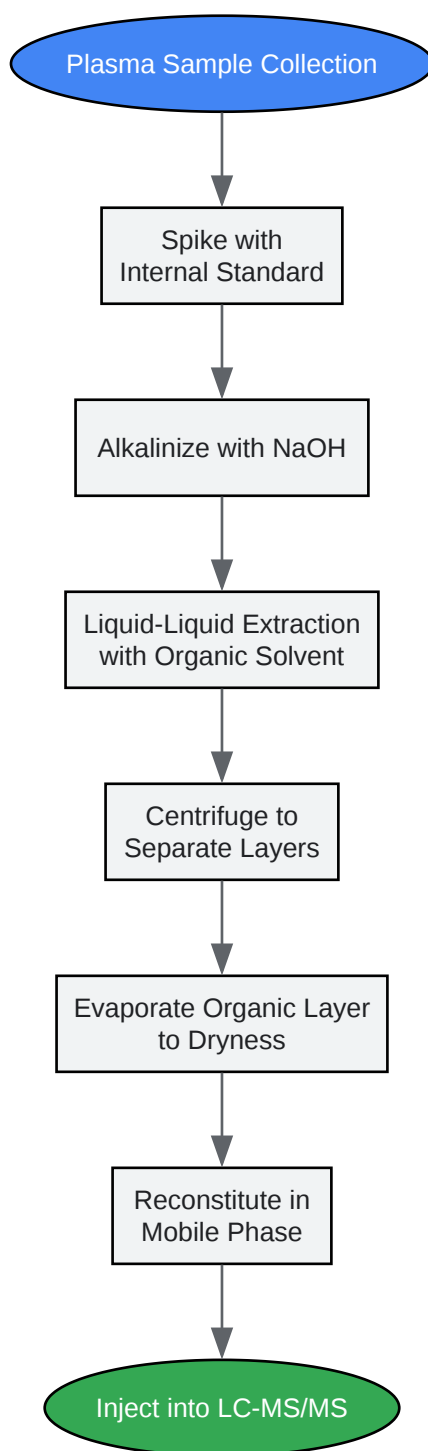 Plasma Sample Collection
Spike with
Internal Standard
Alkalinize with NaOH
Liquid-Liquid Extraction
with Organic Solvent
Centrifuge to
Separate Layers
Evaporate Organic Layer
to Dryness
Reconstitute in
Mobile Phase
Inject into LC-MS/MS